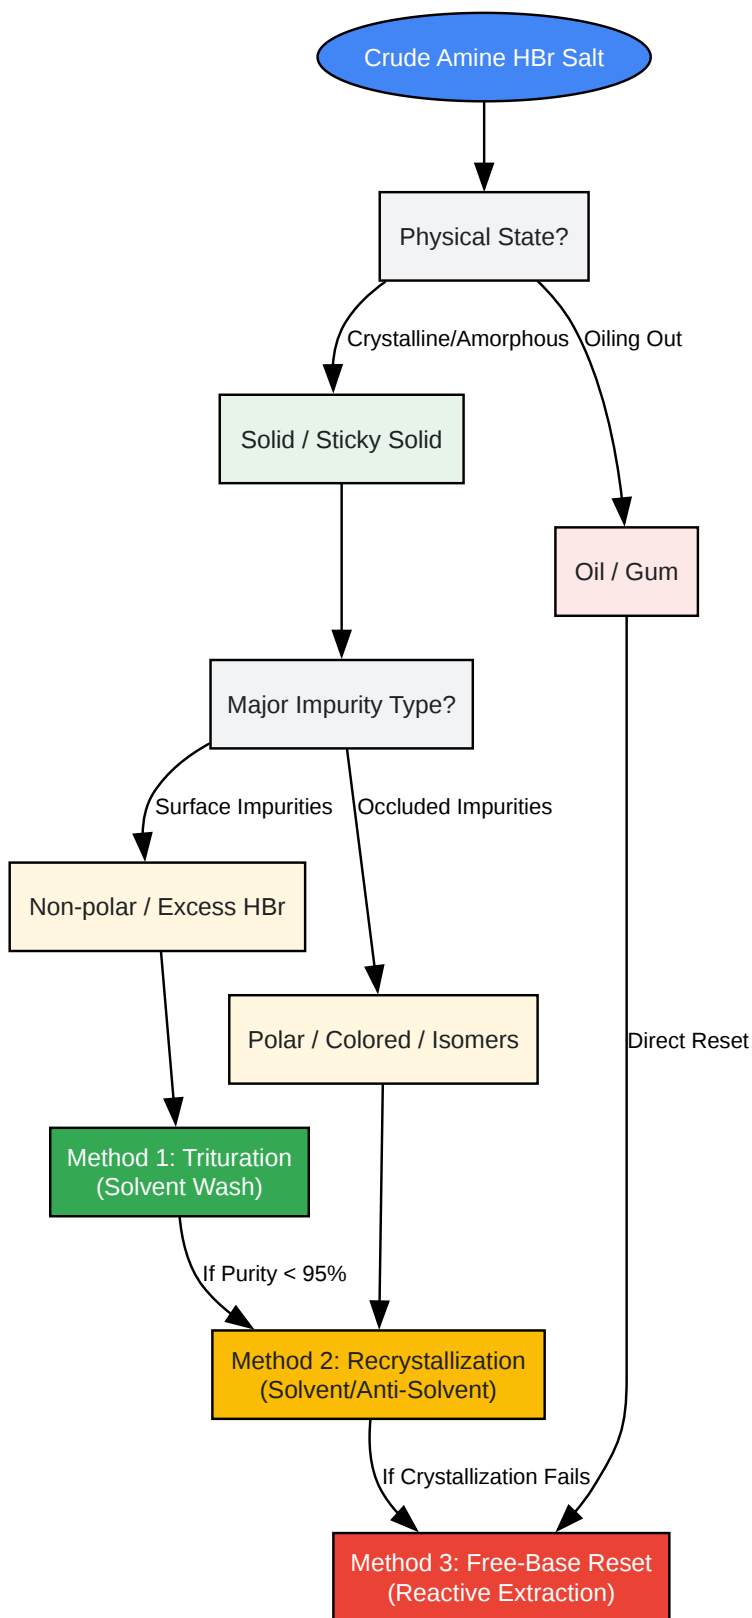 Crude Amine HBr Salt
Physical State?
Crystalline/Amorphous
Oiling Out
Solid / Sticky Solid
Oil / Gum
Major Impurity Type?
Surface Impurities
Occluded Impurities
Non-polar / Excess HBr
Polar / Colored / Isomers
Direct Reset
Method 1: Trituration
(Solvent Wash)
If Purity < 95%
Method 2: Recrystallization
(Solvent/Anti-Solvent)
If Crystallization Fails
Method 3: Free-Base Reset
(Reactive Extraction)